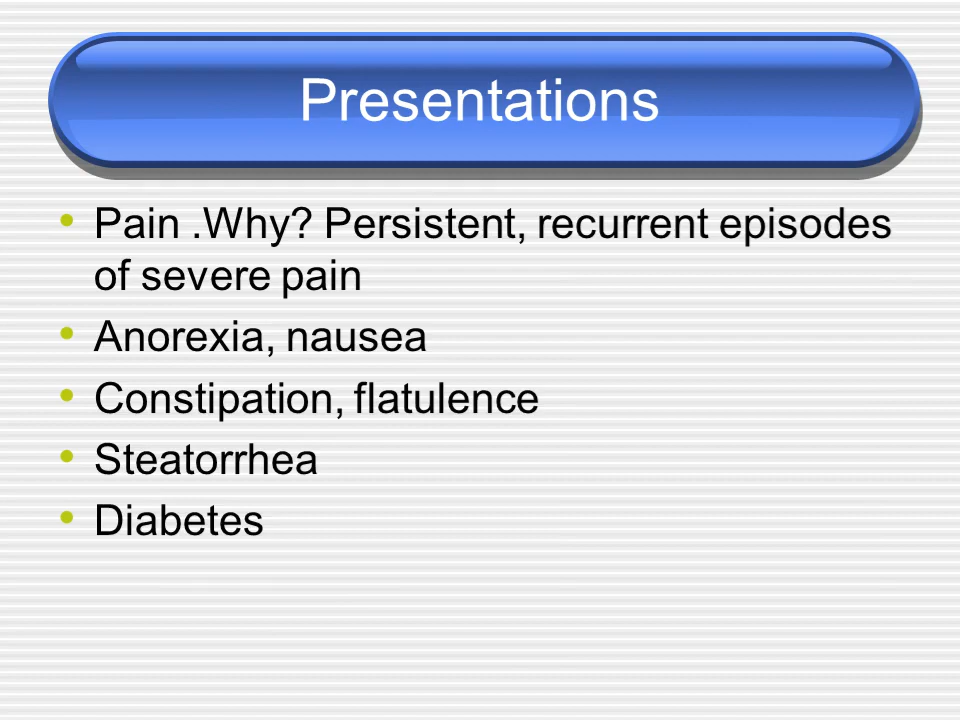 Presentations
• Pain .Why? Persistent, recurrent episodes
of severe pain
• Anorexia, nausea
• Constipation, flatulence
• Steatorrhea
• Diabetes